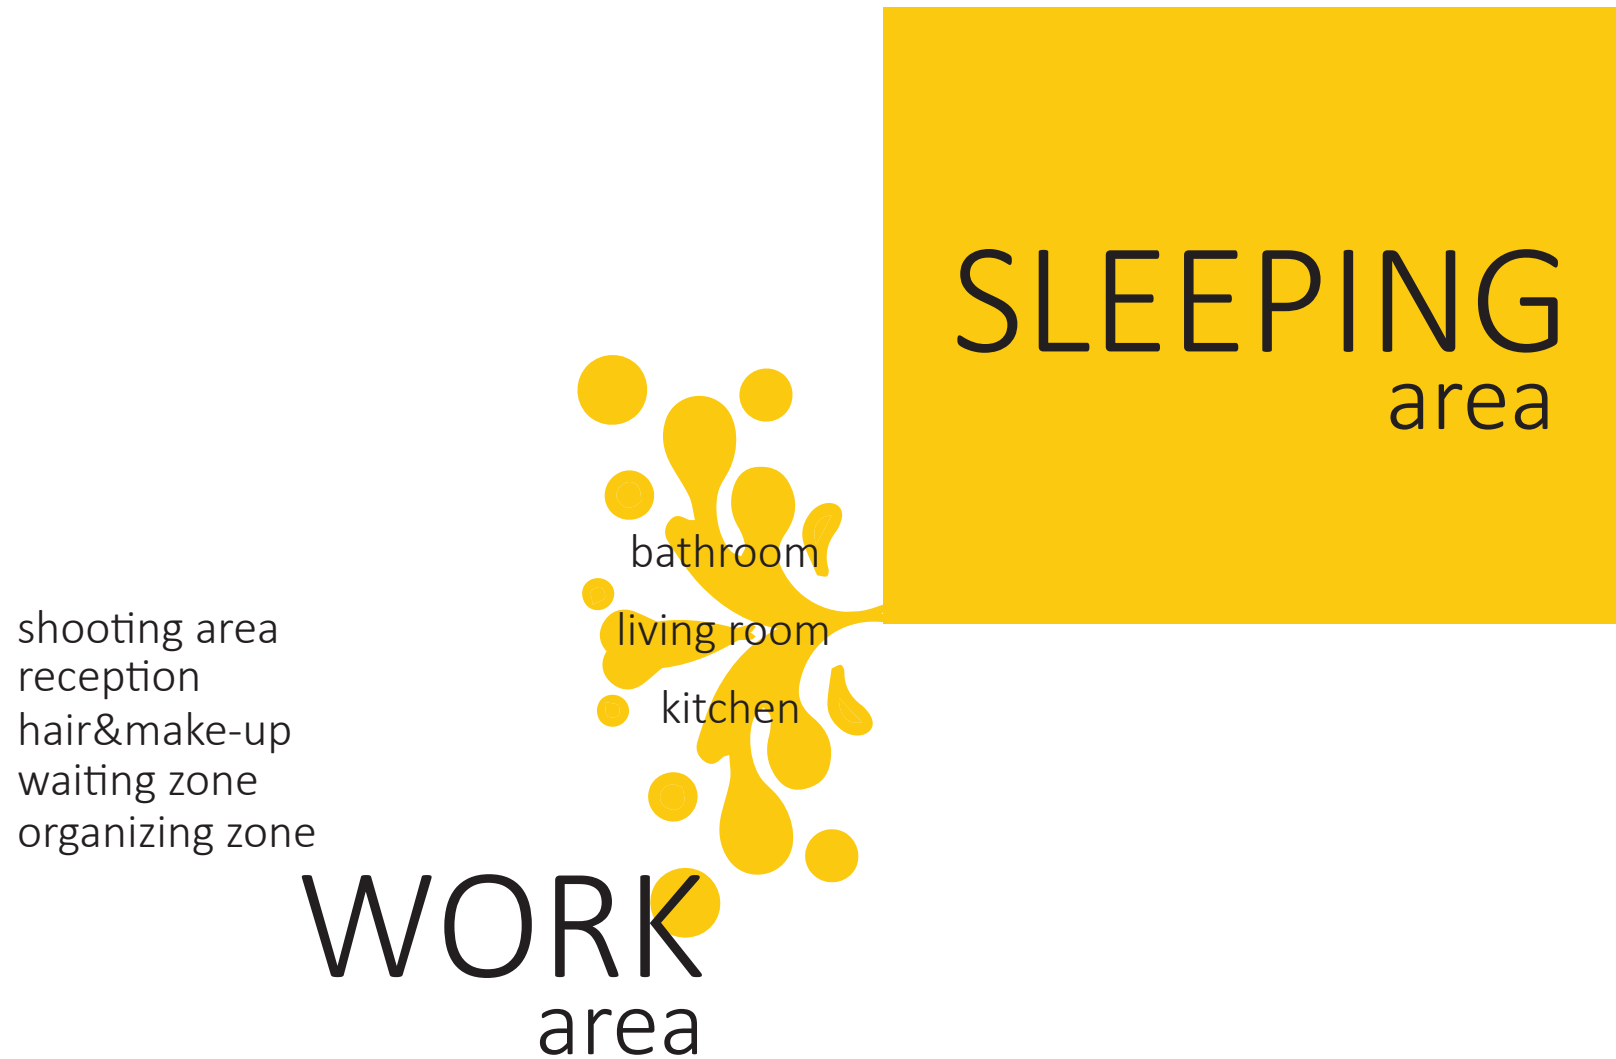 SLEEPING
area
bathroom
living room
kitchen
shooting area
reception
hair&make-up
waiting zone
organizing zone
WORK
area